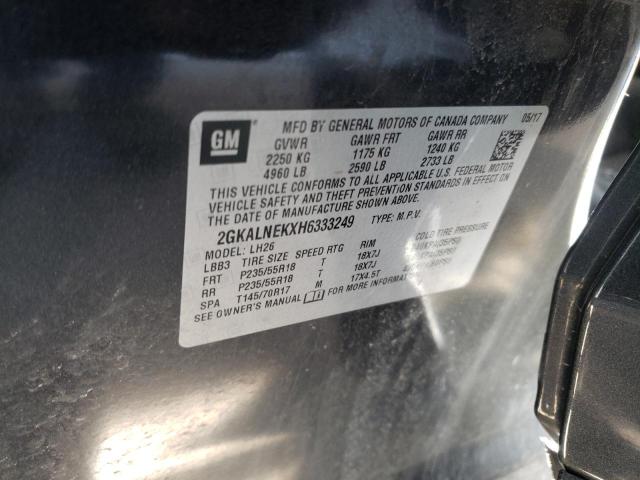 GM
MFD BY GENERAL MOTORS OF CANADA COMPANY 05/17
GVWR GAWR FRT GAWR RR
2250 KG 1175 KG 1240 KG
4960 LB 2590 LB 2733 LB
THIS VEHICLE CONFORMS TO ALL APPLICABLE U.S. FEDERAL MOTOR
VEHICLE SAFETY AND THEFT PREVENTION STANDARDS IN EFFECT ON
THE DATE OF MANUFACTURE SHOWN ABOVE.
2GKALNEKXH6333249 TYPE: M.P.V.
MODEL: LH26
LBB3 TIRE SIZE SPEED RTG RIM COLD TIRE PRESSURE
FRT P235/55R18 T 18X7J
RR P235/55R18 T 18X7J
SPA T145/70R17 M 17X4.5T
SEE OWNER'S MANUAL FOR MORE INFORMATION